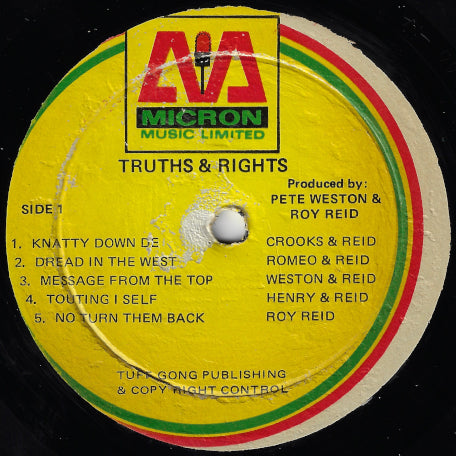 MICRON
MUSIC LIMITED
TRUTHS & RIGHTS
Produced by:
PETE WESTON &
ROY REID
SIDE 1
1. KNATTY DOWN DE CROOKS & REID
2. DREAD IN THE WEST ROMEO & REID
3. MESSAGE FROM THE TOP WESTON & REID
4. TOUTING I SELF HENRY & REID
5. NO TURN THEM BACK ROY REID
TUFF GONG PUBLISHING
& COPY RIGHT CONTROL